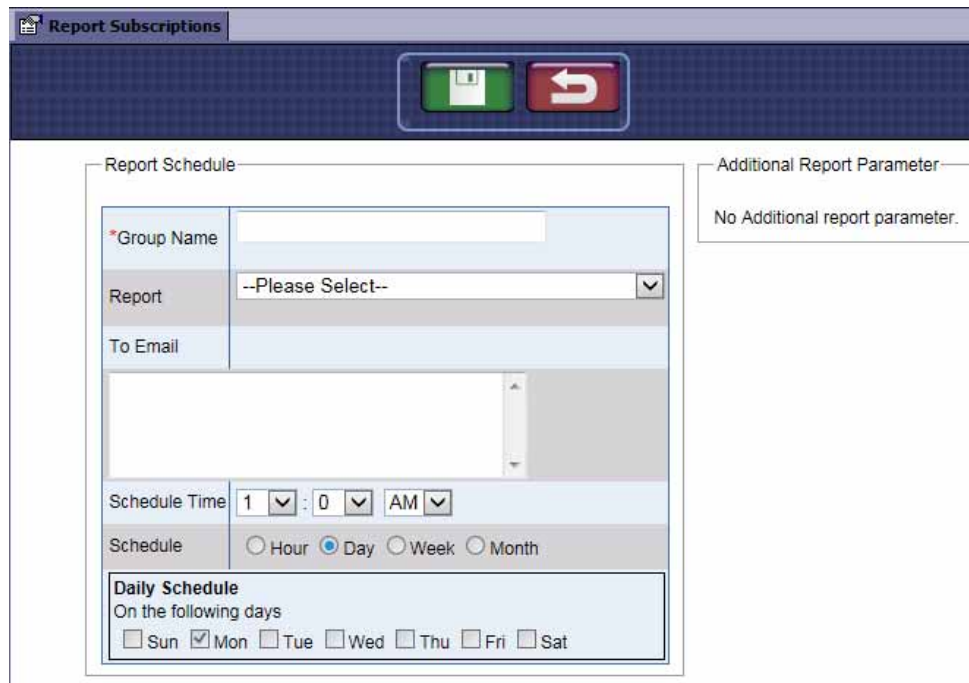 Report Subscriptions
Report Schedule
*Group Name
Report --Please Select--
To Email
Schedule Time 1 : 0 AM
Schedule Hour Day Week Month
Daily Schedule
On the following days
Sun Mon Tue Wed Thu Fri Sat
Additional Report Parameter
No Additional report parameter.